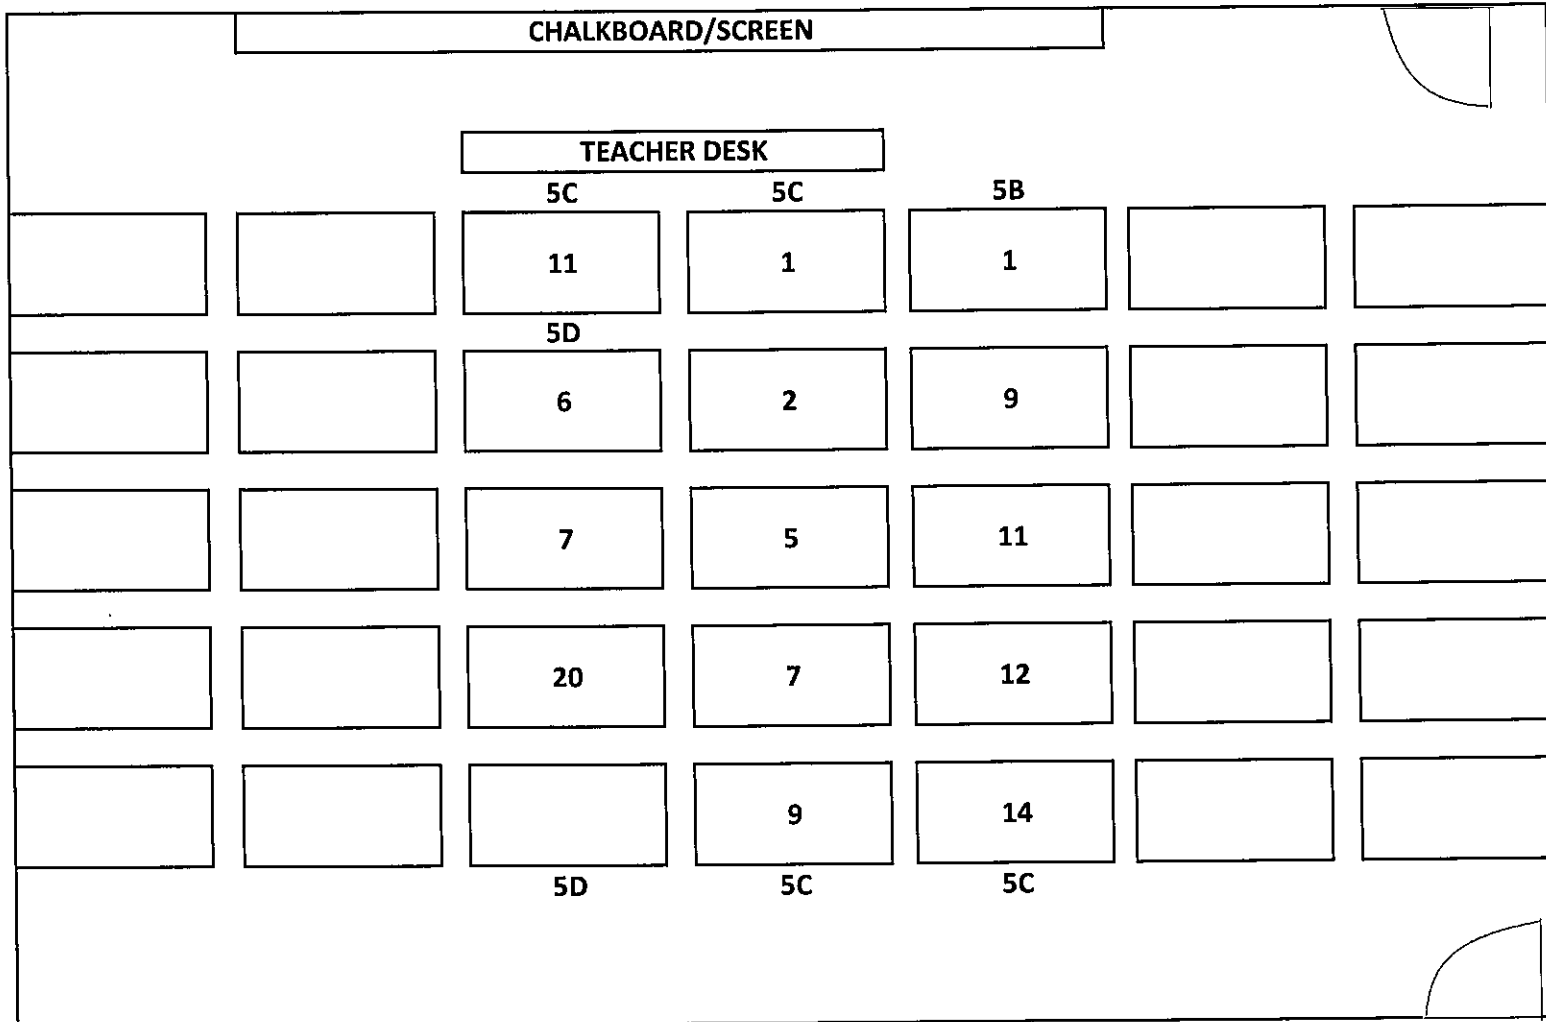 CHALKBOARD/SCREEN
TEACHER DESK
5C 5C 5B
11 1 1
5D
6 2 9
7 5 11
20 7 12
9 14
5D 5C 5C